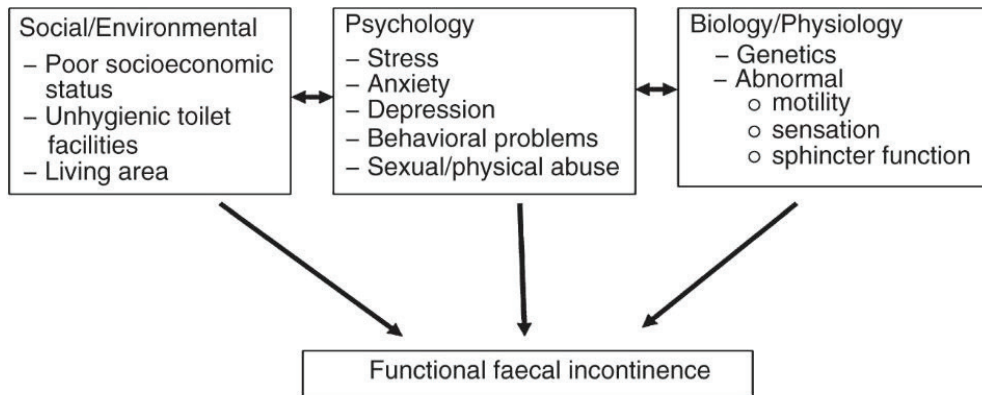 Social/Environmental
– Poor socioeconomic
status
– Unhygienic toilet
facilities
– Living area
Psychology
– Stress
– Anxiety
– Depression
– Behavioral problems
– Sexual/physical abuse
Biology/Physiology
– Genetics
– Abnormal
○ motility
○ sensation
○ sphincter function
Functional faecal incontinence